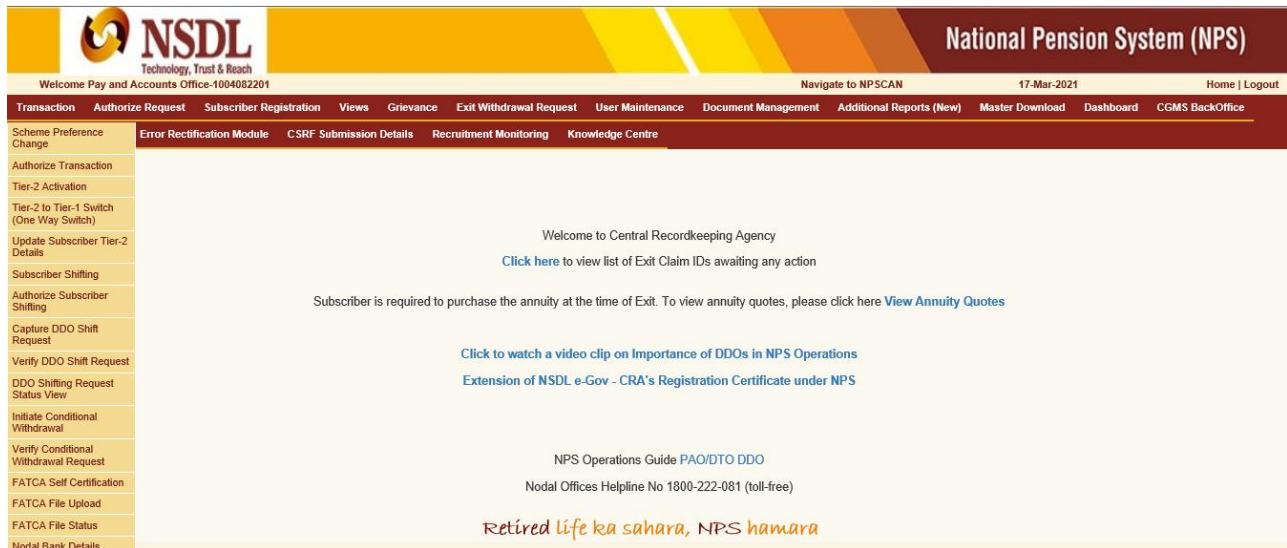 NSDL
Technology, Trust & Reach
National Pension System (NPS)
Welcome Pay and Accounts Office-1004082201 Navigate to NPSCAN 17-Mar-2021 Home | Logout
Transaction Authorize Request Subscriber Registration Views Grievance Exit Withdrawal Request User Maintenance Document Management Additional Reports (New) Master Download Dashboard CGMS BackOffice
Error Rectification Module CSRF Submission Details Recruitment Monitoring Knowledge Centre
Scheme Preference
Change
Authorize Transaction
Tier-2 Activation
Tier-2 to Tier-1 Switch
(One Way Switch)
Update Subscriber Tier-2
Details
Subscriber Shifting
Authorize Subscriber
Shifting
Capture DDO Shift
Request
Verify DDO Shift Request
DDO Shifting Request
Status View
Initiate Conditional
Withdrawal
Verify Conditional
Withdrawal Request
FATCA Self Certification
FATCA File Upload
FATCA File Status
Nodal Bank Details
Welcome to Central Recordkeeping Agency
Click here to view list of Exit Claim IDs awaiting any action
Subscriber is required to purchase the annuity at the time of Exit. To view annuity quotes, please click here View Annuity Quotes
Click to watch a video clip on Importance of DDOs in NPS Operations
Extension of NSDL e-Gov - CRA's Registration Certificate under NPS
NPS Operations Guide PAO/DTO DDO
Nodal Offices Helpline No 1800-222-081 (toll-free)
Retired life ka sahara, NPS hamara